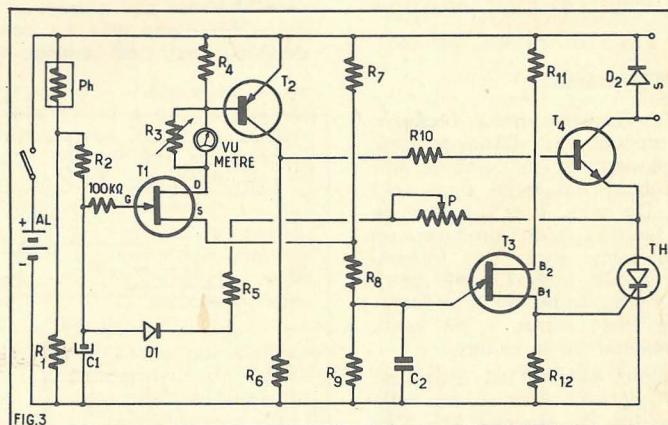 Ph
R4
T2
R7
R11
D2
S
R3
VU
METRE
R10
T4
R2
100KΩ
T1
G
D
S
P
+
AL
-
R5
R8
T3
B2
B1
TH
R1
C1
D1
R6
R9
C2
R12
FIG.3